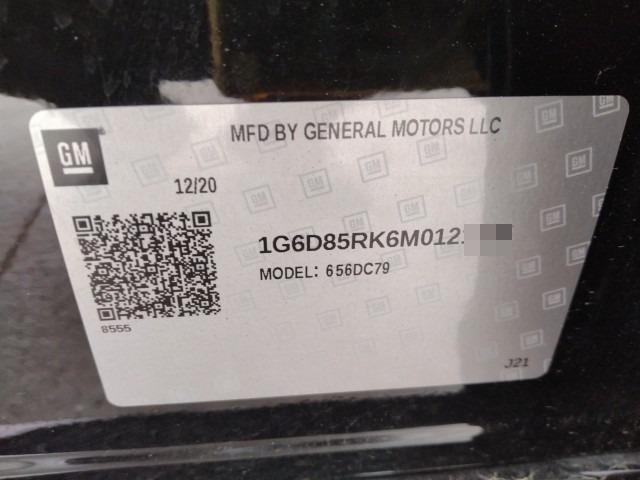 GM
MFD BY GENERAL MOTORS LLC
12/20
1G6D85RK6M012
MODEL: 656DC79
8555
J21